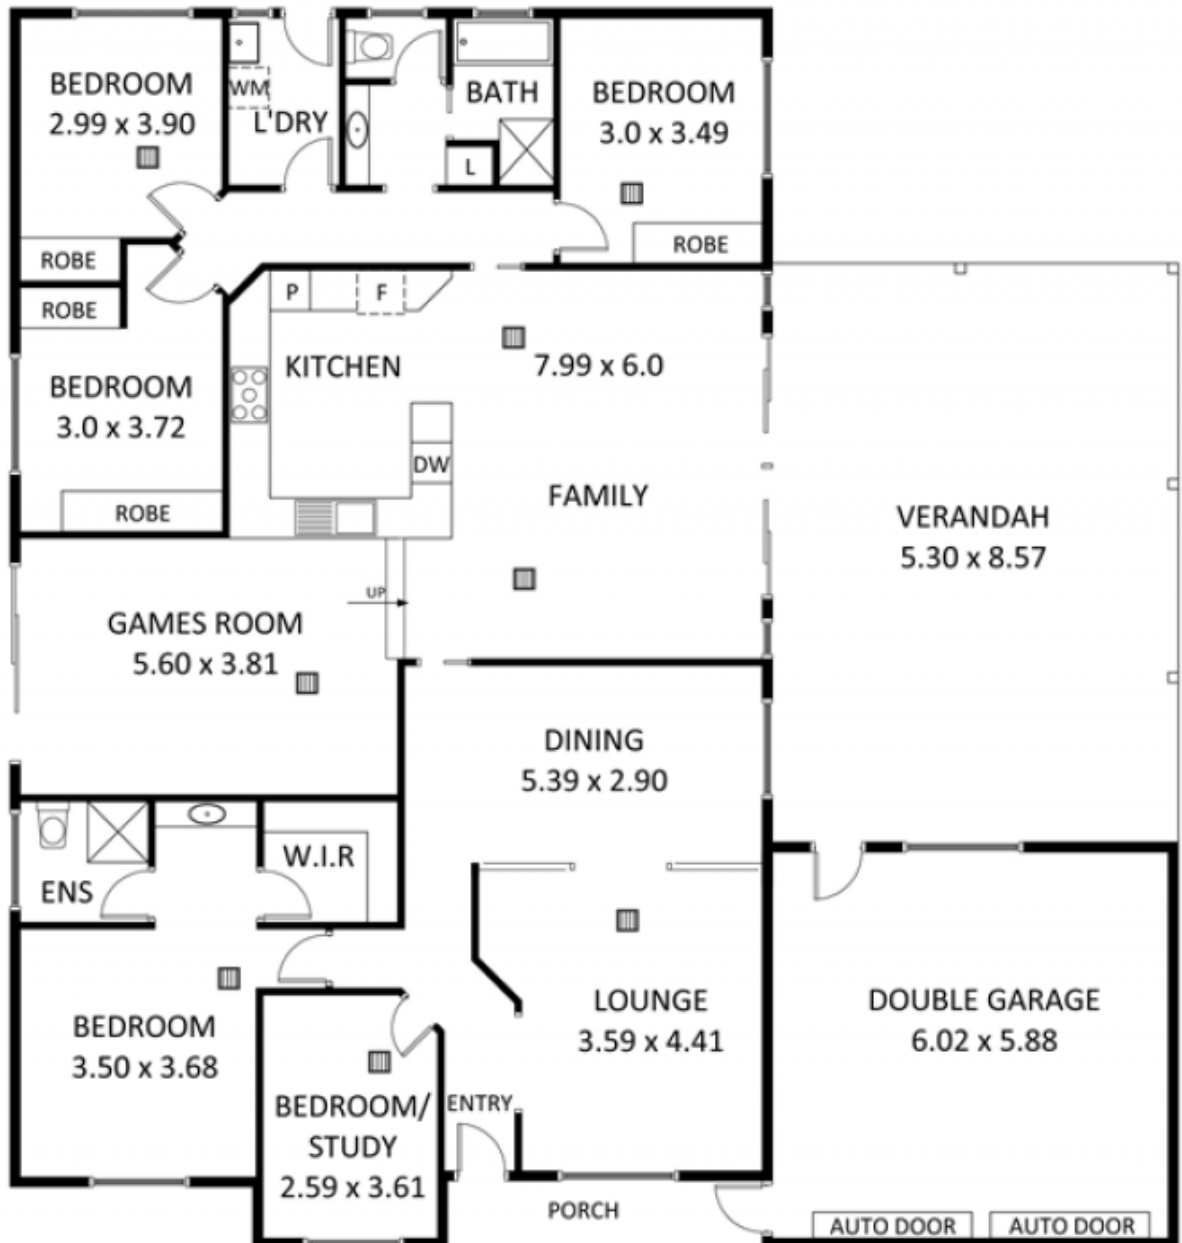 BEDROOM
2.99 x 3.90
WM
L'DRY
BATH
L
BEDROOM
3.0 x 3.49
ROBE
ROBE
ROBE
BEDROOM
3.0 x 3.72
ROBE
P
F
KITCHEN
DW
7.99 x 6.0
FAMILY
VERANDAH
5.30 x 8.57
UP
GAMES ROOM
5.60 x 3.81
DINING
5.39 x 2.90
ENS
W.I.R
BEDROOM
3.50 x 3.68
LOUNGE
3.59 x 4.41
DOUBLE GARAGE
6.02 x 5.88
BEDROOM/
STUDY
2.59 x 3.61
ENTRY
PORCH
AUTO DOOR
AUTO DOOR